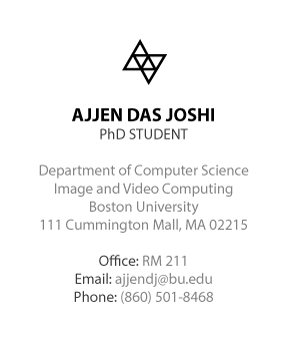 AJJEN DAS JOSHI
PhD STUDENT
Department of Computer Science
Image and Video Computing
Boston University
111 Cummington Mall, MA 02215
Office: RM 211
Email: ajjendj@bu.edu
Phone: (860) 501-8468